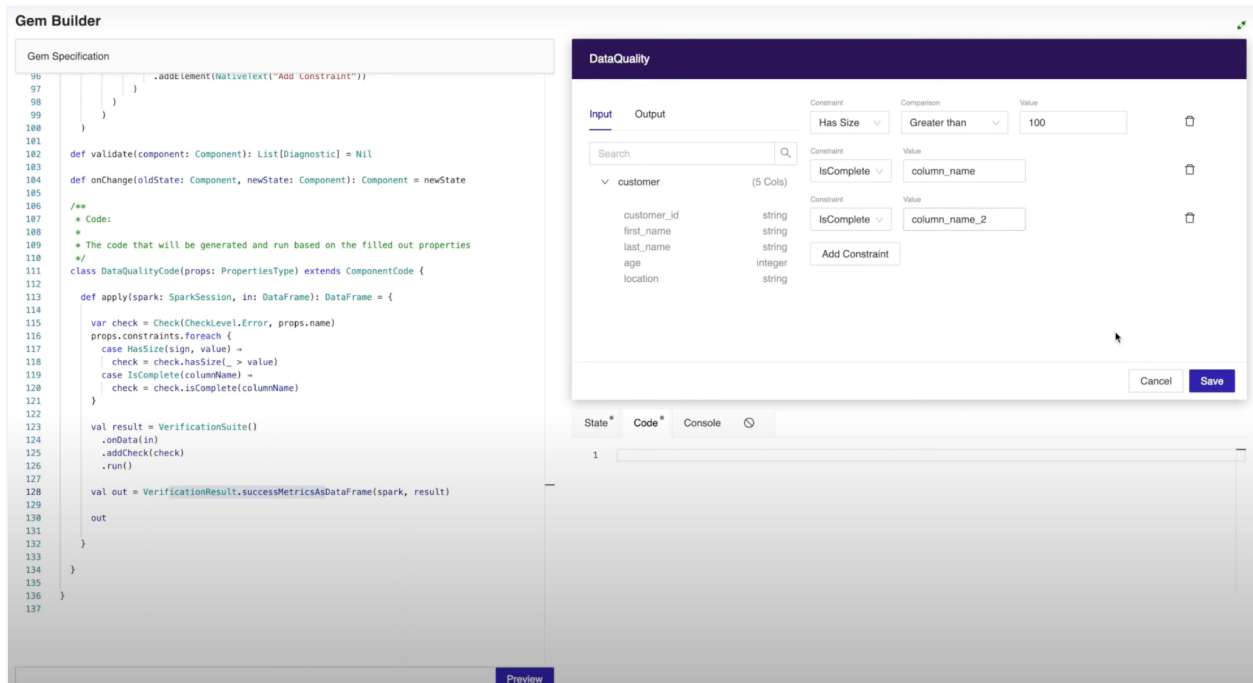 Gem Builder
Gem Specification
96 .addElement(NativeText("Add Constraint"))
97 )
98 )
99 )
100 )
101
102 def validate(component: Component): List[Diagnostic] = Nil
103
104 def onChange(oldState: Component, newState: Component): Component = newState
105
106 /**
107 * Code:
108 *
109 * The code that will be generated and run based on the filled out properties
110 */
111 class DataQualityCode(props: PropertiesType) extends ComponentCode {
112
113 def apply(spark: SparkSession, in: DataFrame): DataFrame = {
114
115 var check = Check(CheckLevel.Error, props.name)
116 props.constraints.foreach {
117 case HasSize(sign, value) ⇒
118 check = check.hasSize(_ > value)
119 case IsComplete(columnName) ⇒
120 check = check.isComplete(columnName)
121 }
122
123 val result = VerificationSuite()
124 .onData(in)
125 .addCheck(check)
126 .run()
127
128 val out = VerificationResult.successMetricsAsDataFrame(spark, result)
129
130 out
131
132 }
133
134 }
135
136 }
137
Preview
DataQuality
Input Output
Search
customer (5 Cols)
customer_id string
first_name string
last_name string
age integer
location string
Constraint Comparison Value
Has Size Greater than 100
Constraint Value
IsComplete column_name
Constraint Value
IsComplete column_name_2
Add Constraint
Cancel Save
State Code Console
1